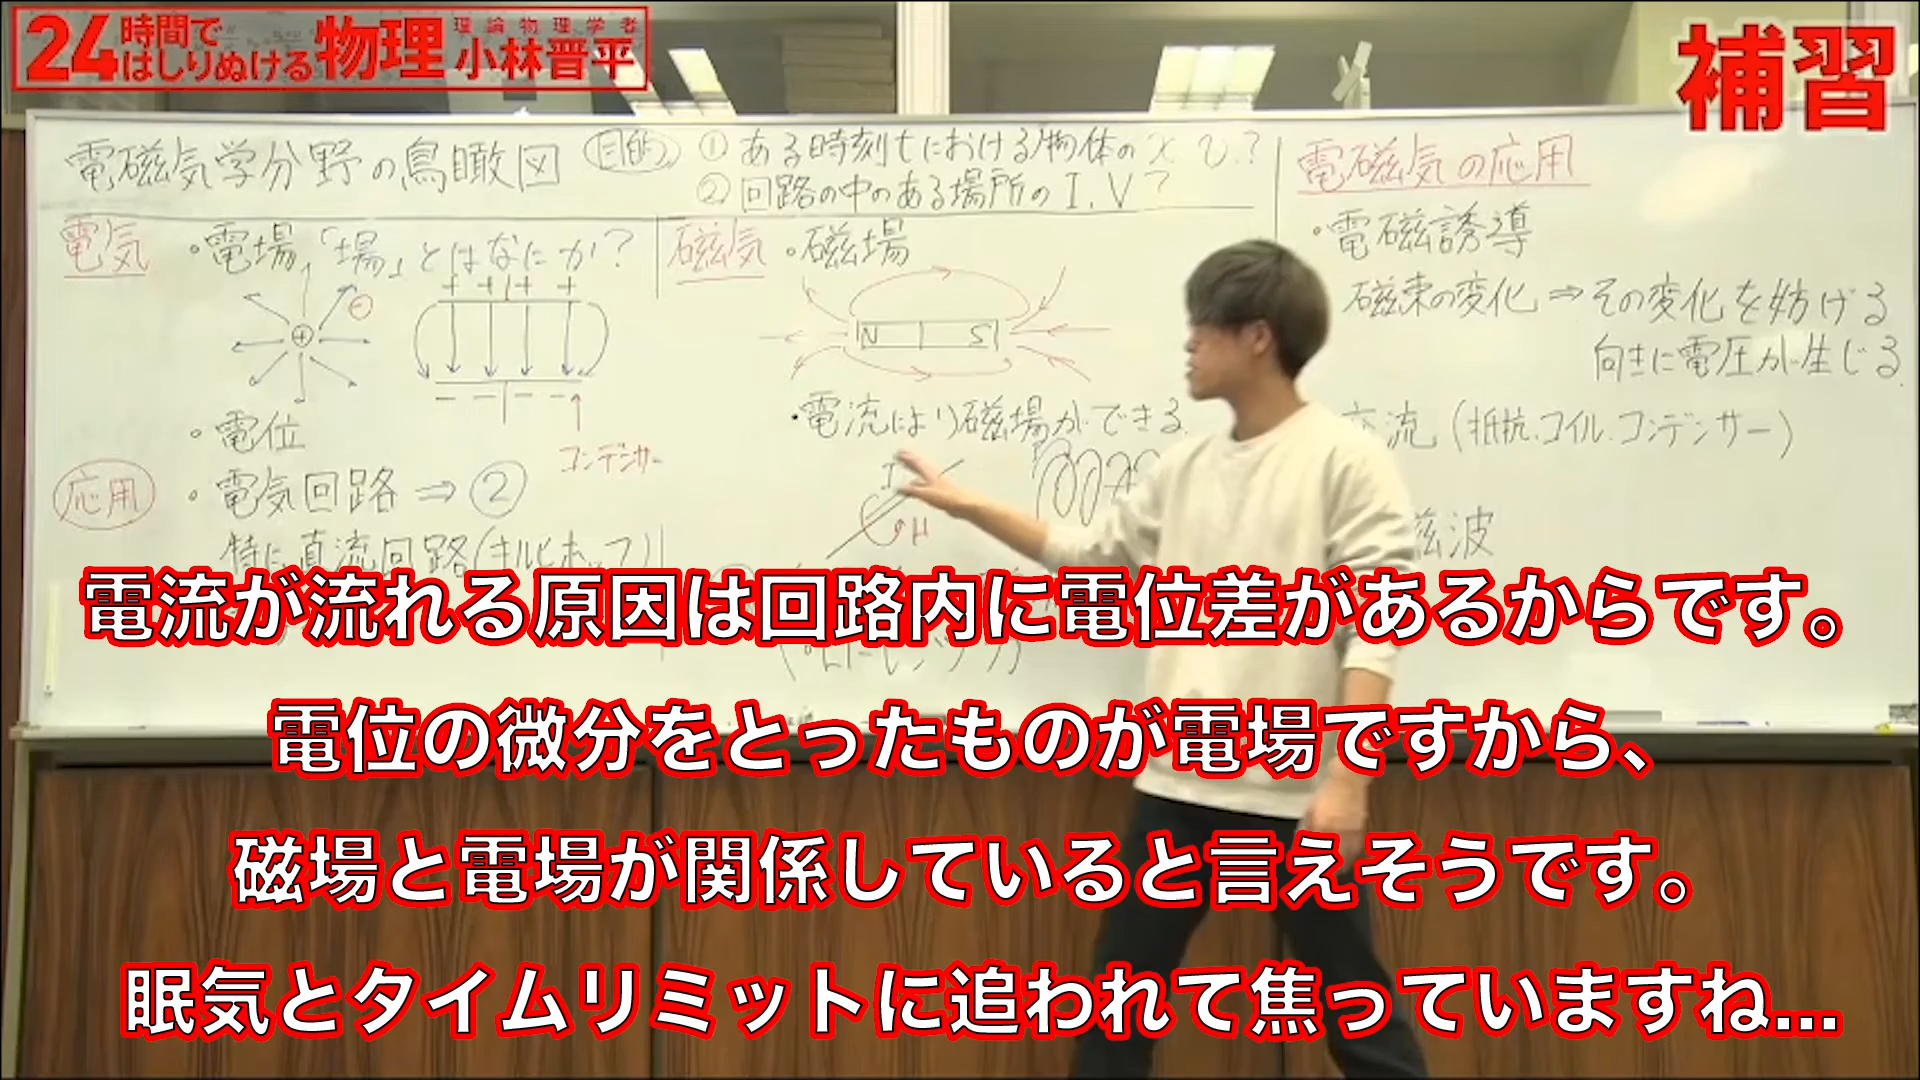 24時間ではしりぬける物理 理論物理学者 小林晋平
補習
電磁気学分野の鳥瞰図
目的 ① ある時刻tにおける物体の x v.?
② 回路の中のある場所の I, V ?
電気
・電場「場」とはなにか?
+ + + +
⊖
+
- - - -
コンデンサー
・電位
応用
・電気回路 ⇒ ②
特に直流回路(キルヒホッフ)
磁気
・磁場
N S
・電流により磁場ができる.
I
H
電磁気の応用
・電磁誘導
磁束の変化 ⇒ その変化を妨げる
向きに電圧が生じる.
交流 (抵抗.コイル.コンデンサー)
磁波
電流が流れる原因は回路内に電位差があるからです。
電位の微分をとったものが電場ですから、
磁場と電場が関係していると言えそうです。
眠気とタイムリミットに追われて焦っていますね...